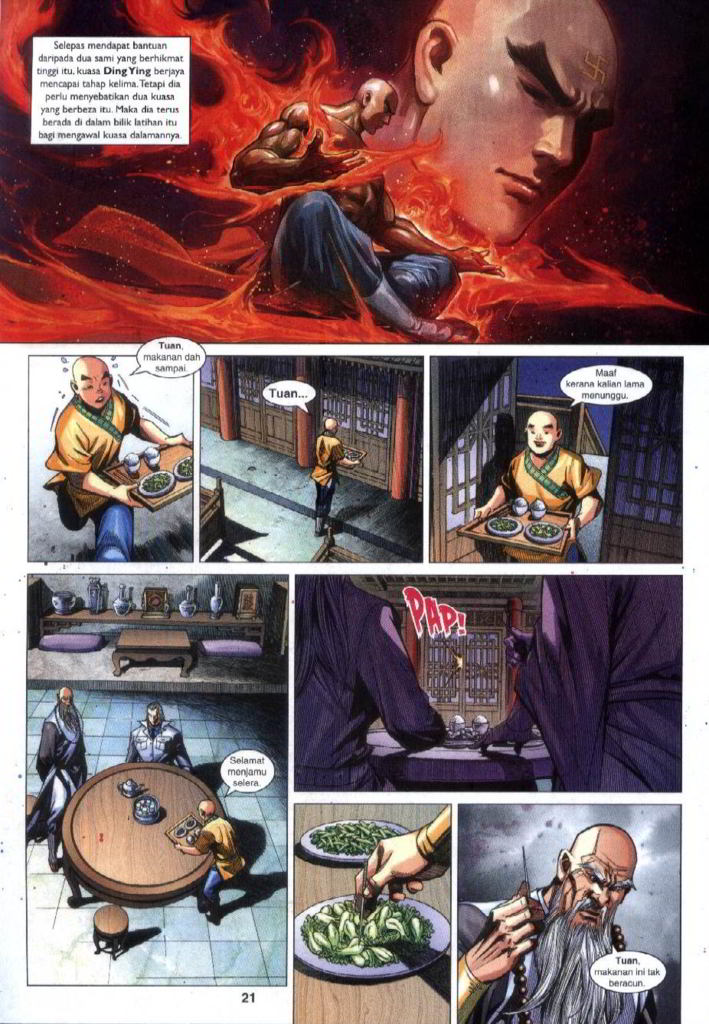 Selepas mendapat bantuan
daripada dua sami yang berhikmat
tinggi itu, kuasa Ding Ying berjaya
mencapai tahap kelima. Tetapi dia
perlu menyebatikan dua kuasa
yang berbeza itu. Maka dia terus
berada di dalam bilik latihan itu
bagi mengawal kuasa dalamannya.
Tuan,
makanan dah
sampai.
Tuan...
Maaf
kerana kalian lama
menunggu.
Selamat
menjamu
selera.
PAP!
Tuan,
makanan ini tak
beracun.
21